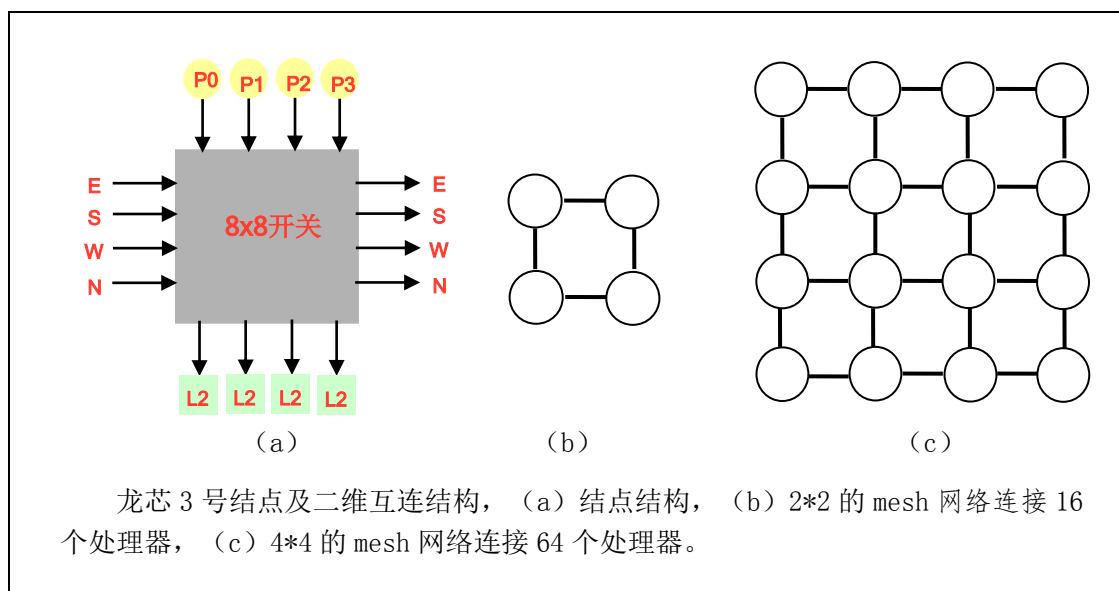 P0 P1 P2 P3
E E
S S
8x8开关
W W
N N
L2 L2 L2 L2
(a) (b) (c)
龙芯 3 号结点及二维互连结构，（a）结点结构，（b）2*2 的 mesh 网络连接 16
个处理器，（c）4*4 的 mesh 网络连接 64 个处理器。